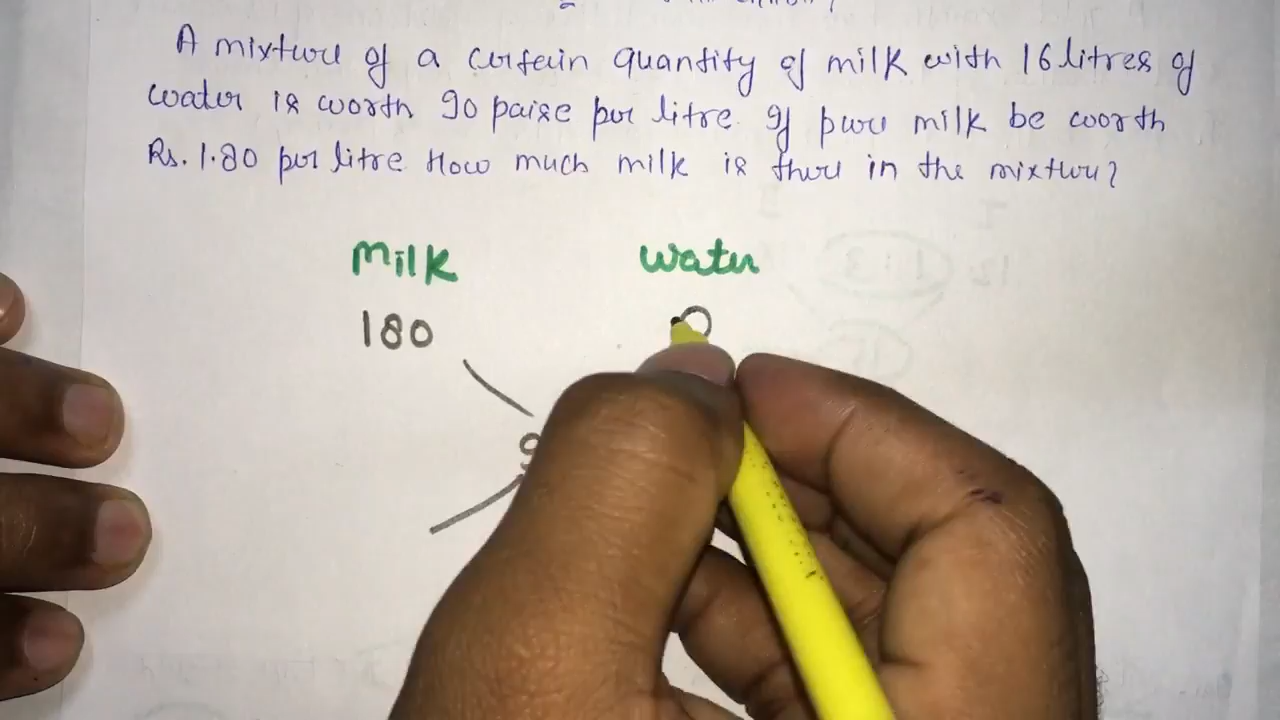 A mixture of a certain quantity of milk with 16 litres of
water is worth 90 paise per litre. If pure milk be worth
Rs. 1.80 per litre How much milk is there in the mixture?
Milk water
180 0
9